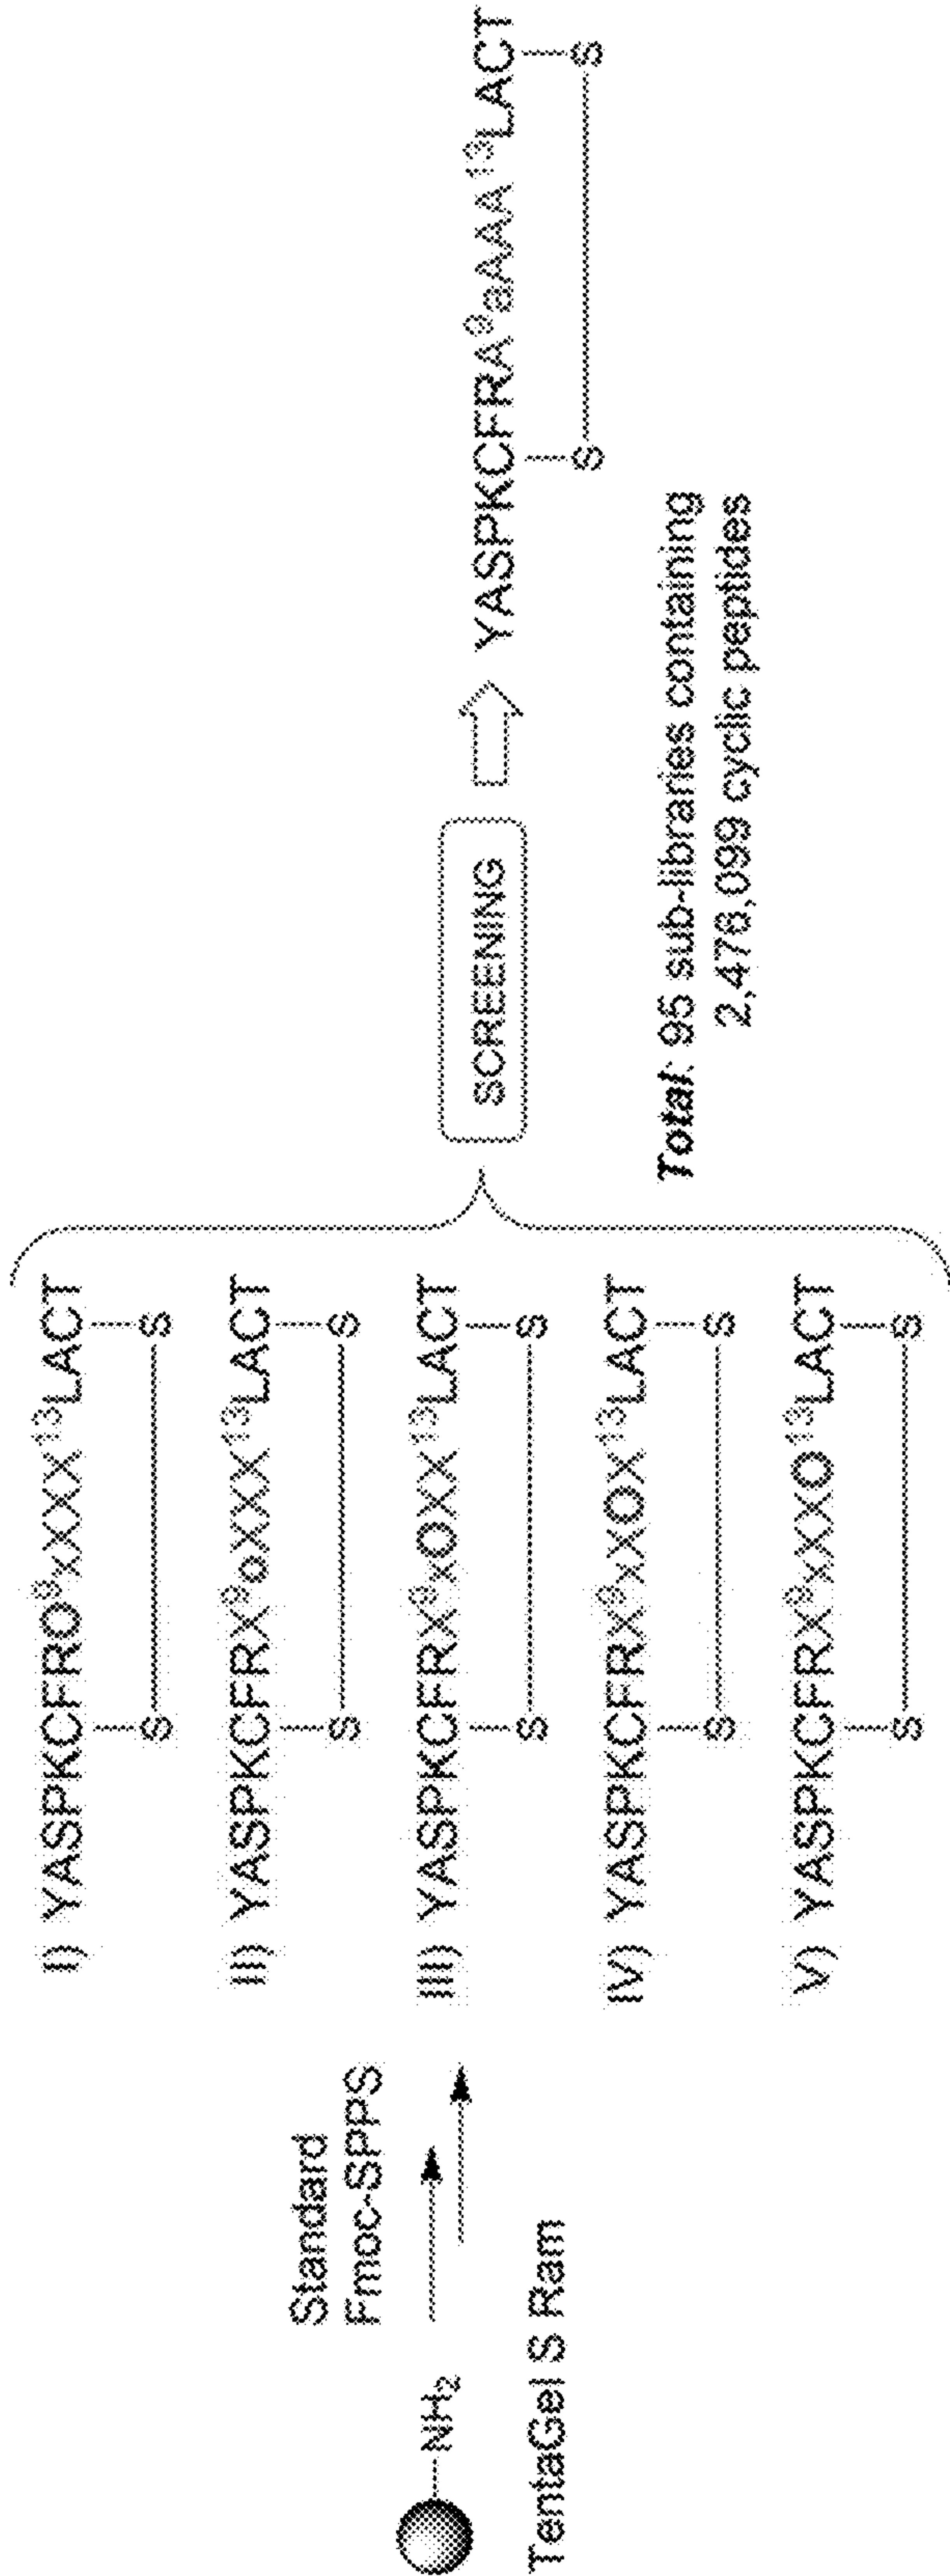 NH₂
TentaGel S Ram
Standard
Fmoc-SPPS
I) YASPKCFRO⁹xXXX¹³LACT
S S
II) YASPKCFRX⁹oXXX¹³LACT
S S
III) YASPKCFRX⁹xOXX¹³LACT
S S
IV) YASPKCFRX⁹xXOX¹³LACT
S S
V) YASPKCFRX⁹xXXO¹³LACT
S S
SCREENING
YASPKCFRA⁹aAAA¹³LACT
S S
Total: 95 sub-libraries containing
2,476,099 cyclic peptides